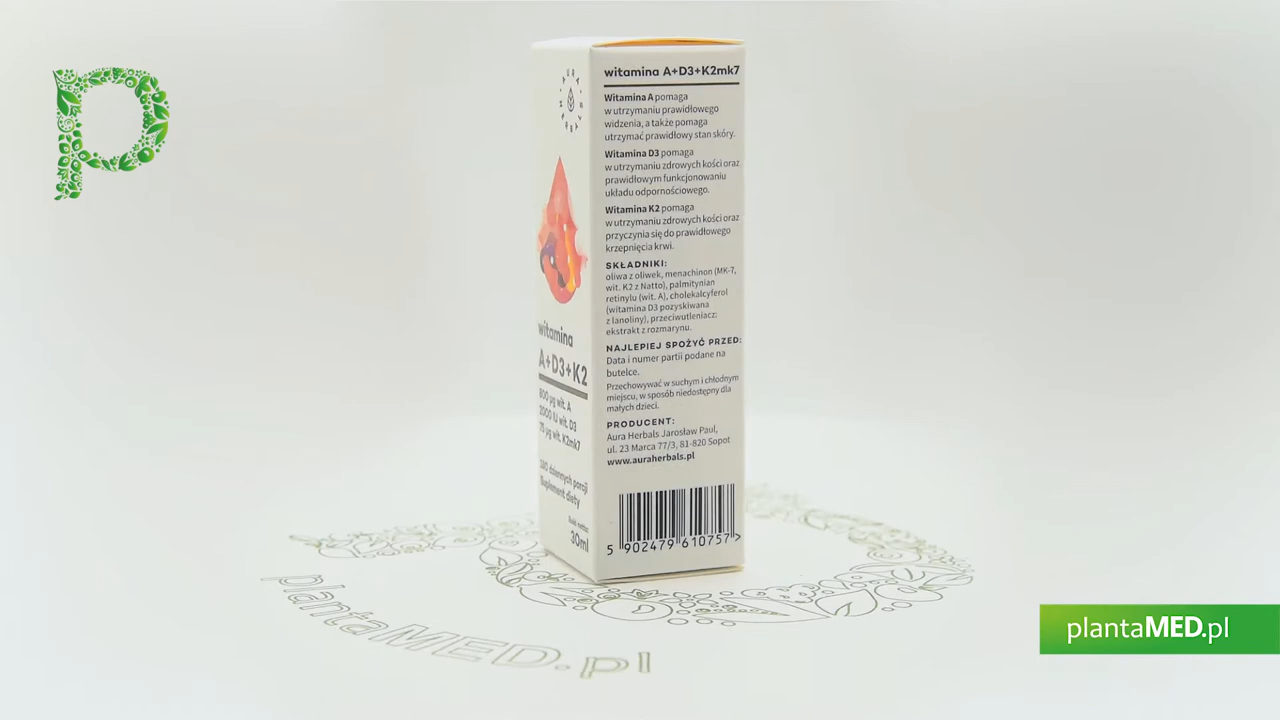 p
AURA HERBALS
witamina
A+D3+K2
800 µg wit. A
2000 IU wit. D3
75 µg wit. K2mk7
dziennych porcji
Suplement diety
30ml
witamina A+D3+K2mk7
Witamina A pomaga
w utrzymaniu prawidłowego
widzenia, a także pomaga
utrzymać prawidłowy stan skóry.
Witamina D3 pomaga
w utrzymaniu zdrowych kości oraz
prawidłowym funkcjonowaniu
układu odpornościowego.
Witamina K2 pomaga
w utrzymaniu zdrowych kości oraz
przyczynia się do prawidłowego
krzepnięcia krwi.
SKŁADNIKI:
oliwa z oliwek, menachinon (MK-7,
wit. K2 z Natto), palmitynian
retinylu (wit. A), cholekalcyferol
(witamina D3 pozyskiwana
z lanoliny), przeciwutleniacz:
ekstrakt z rozmarynu.
NAJLEPIEJ SPOŻYĆ PRZED:
Data i numer partii podane na
butelce.
Przechowywać w suchym i chłodnym
miejscu, w sposób niedostępny dla
małych dzieci.
PRODUCENT:
Aura Herbals Jarosław Paul,
ul. 23 Marca 77/3, 81-820 Sopot
www.auraherbals.pl
5 902479 610757 >
plantaMED.pl
plantaMED.pl